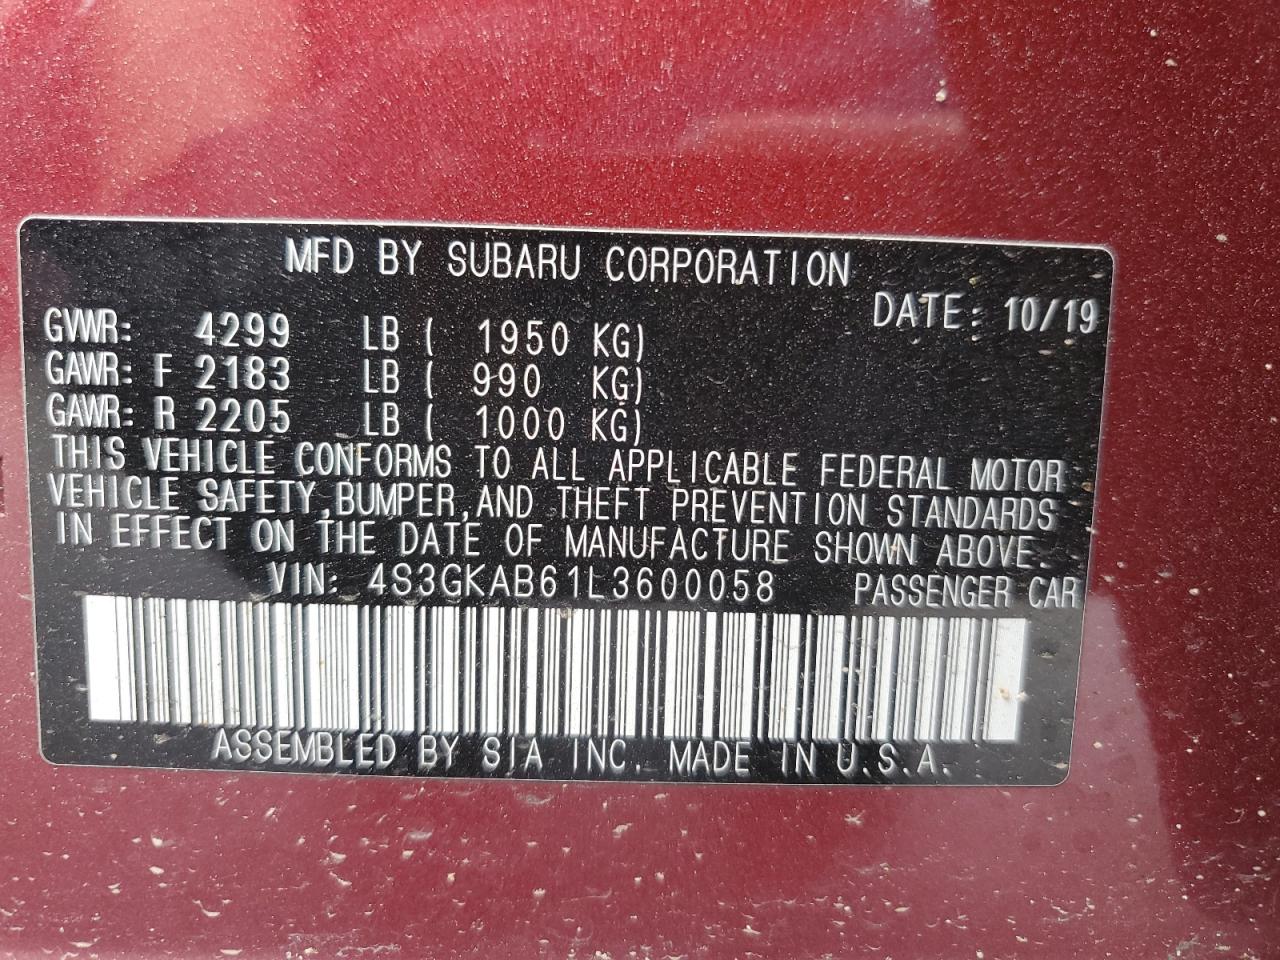 MFD BY SUBARU CORPORATION
DATE: 10/19
GVWR: 4299 LB ( 1950 KG)
GAWR: F 2183 LB ( 990 KG)
GAWR: R 2205 LB ( 1000 KG)
THIS VEHICLE CONFORMS TO ALL APPLICABLE FEDERAL MOTOR
VEHICLE SAFETY, BUMPER, AND THEFT PREVENTION STANDARDS
IN EFFECT ON THE DATE OF MANUFACTURE SHOWN ABOVE.
VIN: 4S3GKAB61L3600058 PASSENGER CAR
ASSEMBLED BY SIA INC. MADE IN U.S.A.